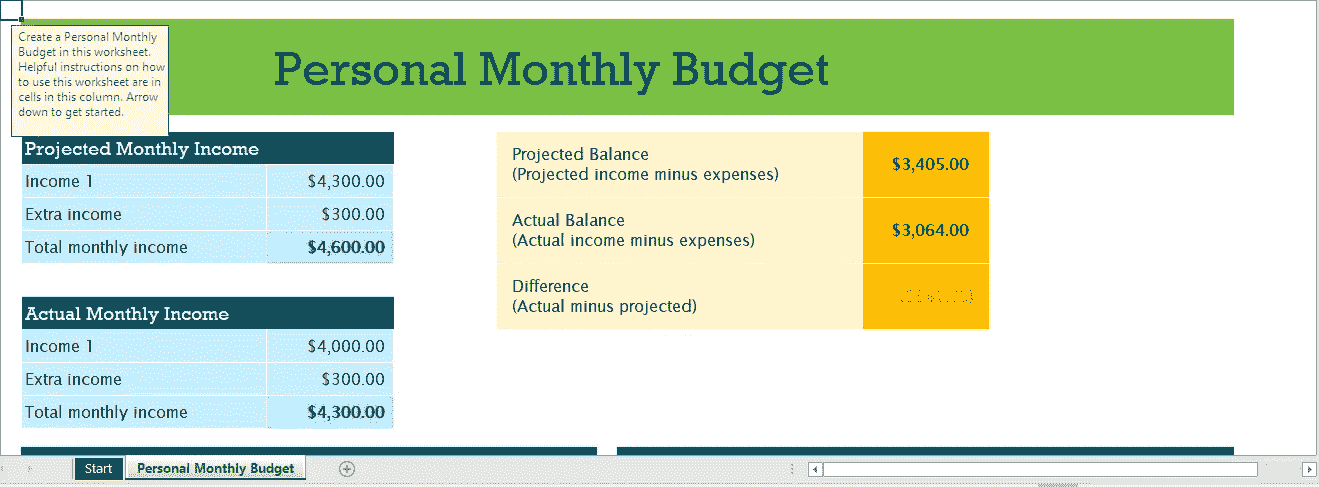 Create a Personal Monthly
Budget in this worksheet.
Helpful instructions on how
to use this worksheet are in
cells in this column. Arrow
down to get started.
Personal Monthly Budget
Projected Monthly Income
Income 1 $4,300.00
Extra income $300.00
Total monthly income $4,600.00
Projected Balance
(Projected income minus expenses) $3,405.00
Actual Balance
(Actual income minus expenses) $3,064.00
Difference
(Actual minus projected)
Actual Monthly Income
Income 1 $4,000.00
Extra income $300.00
Total monthly income $4,300.00
Start Personal Monthly Budget